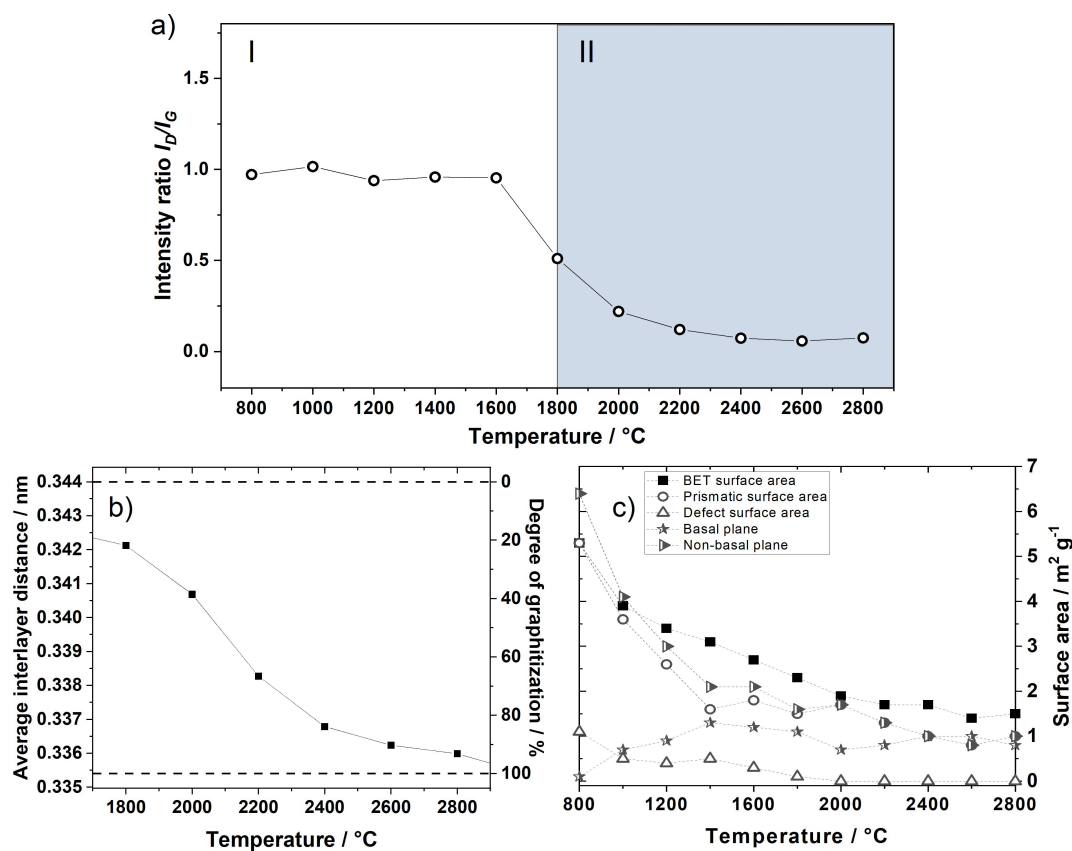 a)
I
II
Intensity ratio I_D/I_G
1.5
1.0
0.5
0.0
800 1000 1200 1400 1600 1800 2000 2200 2400 2600 2800
Temperature / °C
b)
Average interlayer distance / nm
0.344
0.343
0.342
0.341
0.340
0.339
0.338
0.337
0.336
0.335
0
20
40
60
80
100
Degree of graphitization / %
1800 2000 2200 2400 2600 2800
Temperature / °C
c)
BET surface area
Prismatic surface area
Defect surface area
Basal plane
Non-basal plane
7
6
5
4
3
2
1
0
Surface area / m² g⁻¹
800 1200 1600 2000 2400 2800
Temperature / °C